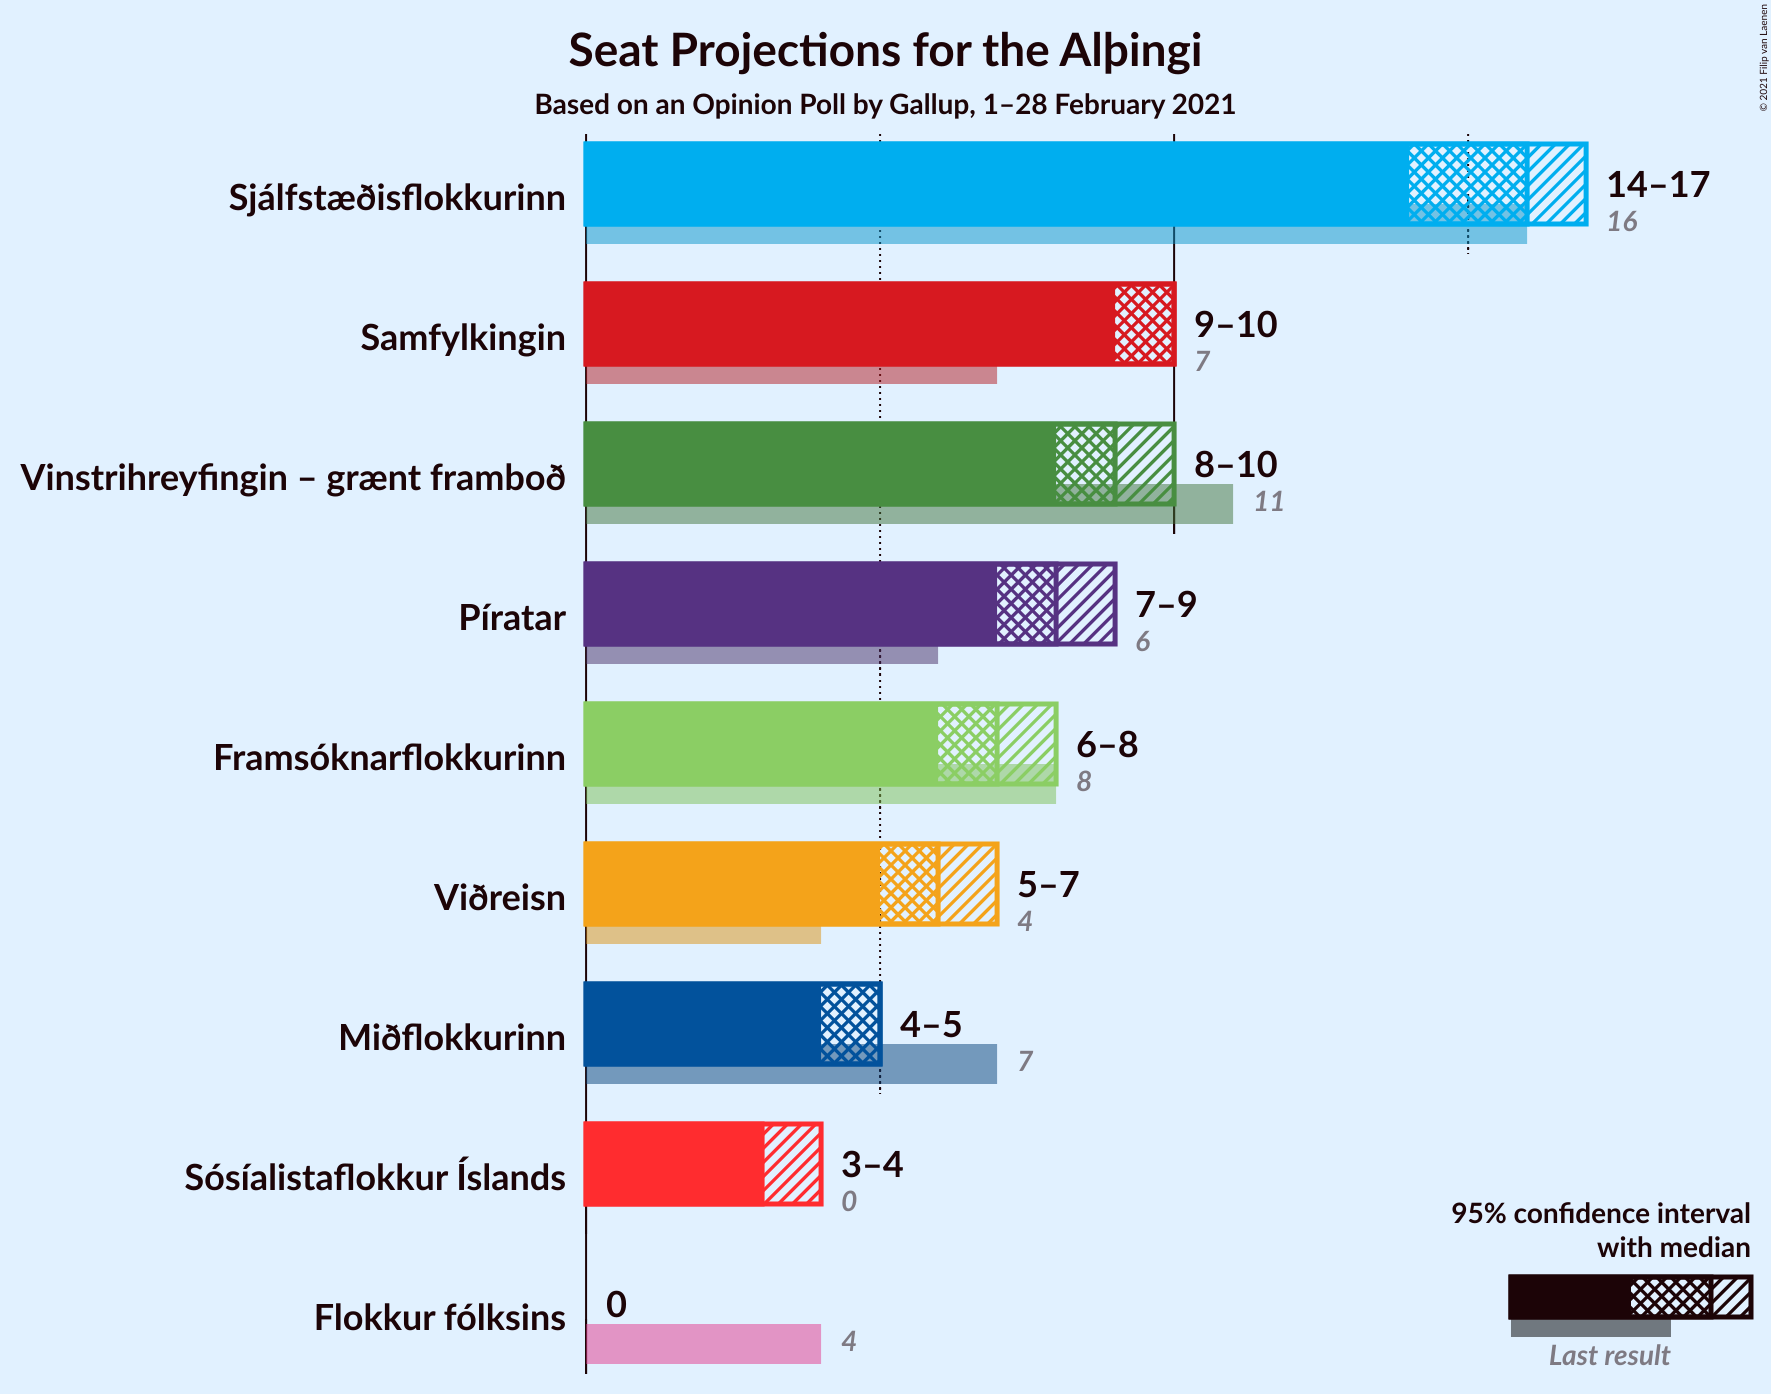 Seat Projections for the Alþingi
Based on an Opinion Poll by Gallup, 1–28 February 2021
© 2021 Filip van Laenen
Sjálfstæðisflokkurinn
14–17
16
Samfylkingin
9–10
7
Vinstrihreyfingin – grænt framboð
8–10
11
Píratar
7–9
6
Framsóknarflokkurinn
6–8
8
Viðreisn
5–7
4
Miðflokkurinn
4–5
7
Sósíalistaflokkur Íslands
3–4
0
Flokkur fólksins
0
4
95% confidence interval
with median
Last result